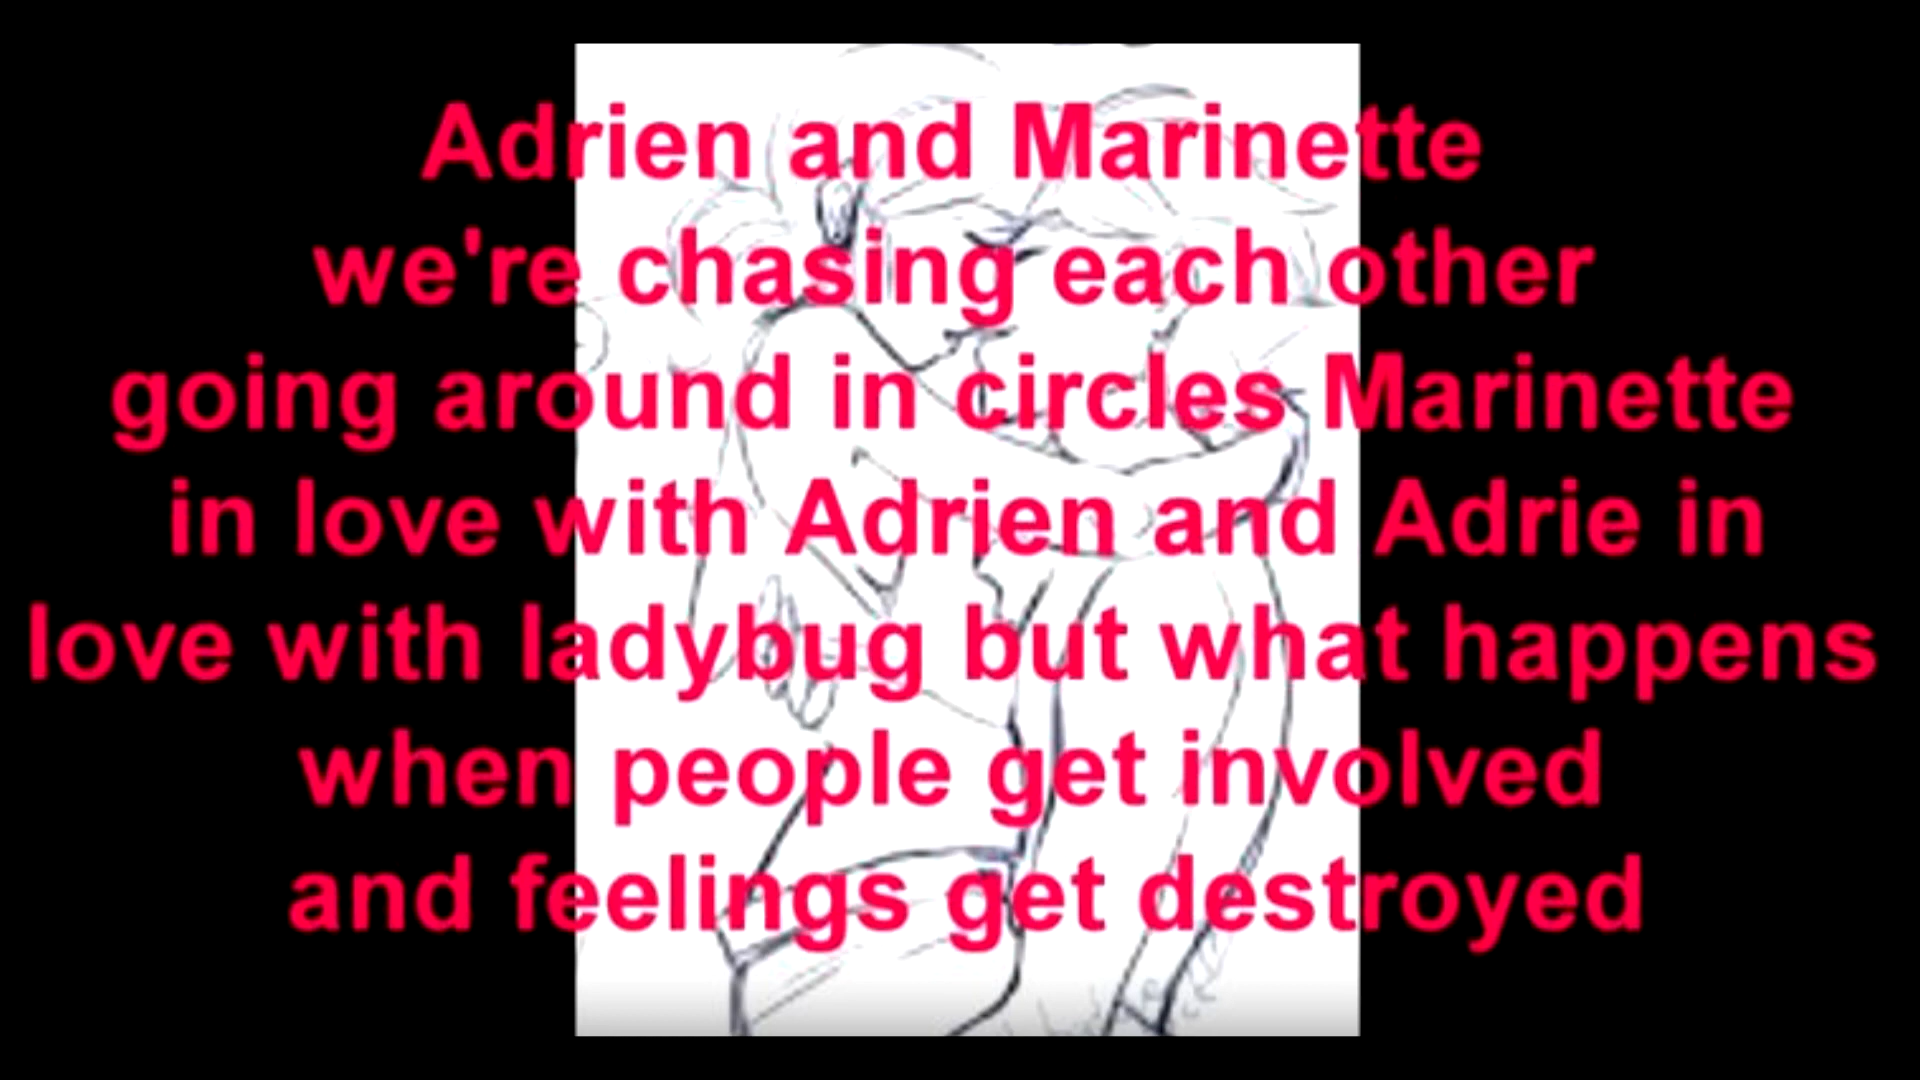 Adrien and Marinette
we're chasing each other
going around in circles Marinette
in love with Adrien and Adrie in
love with ladybug but what happens
when people get involved
and feelings get destroyed